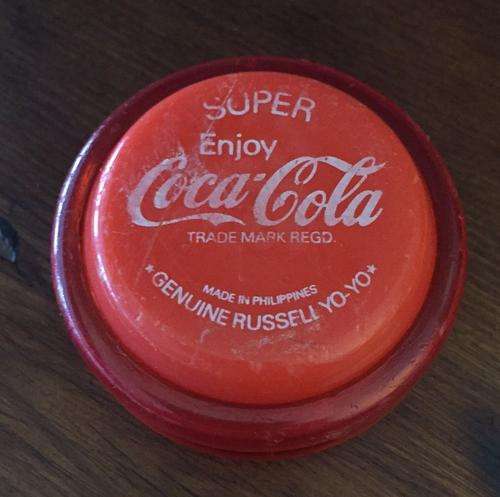 SUPER
Enjoy
Coca-Cola
TRADE MARK REGD.
MADE IN PHILIPPINES
★GENUINE RUSSELL YO-YO★